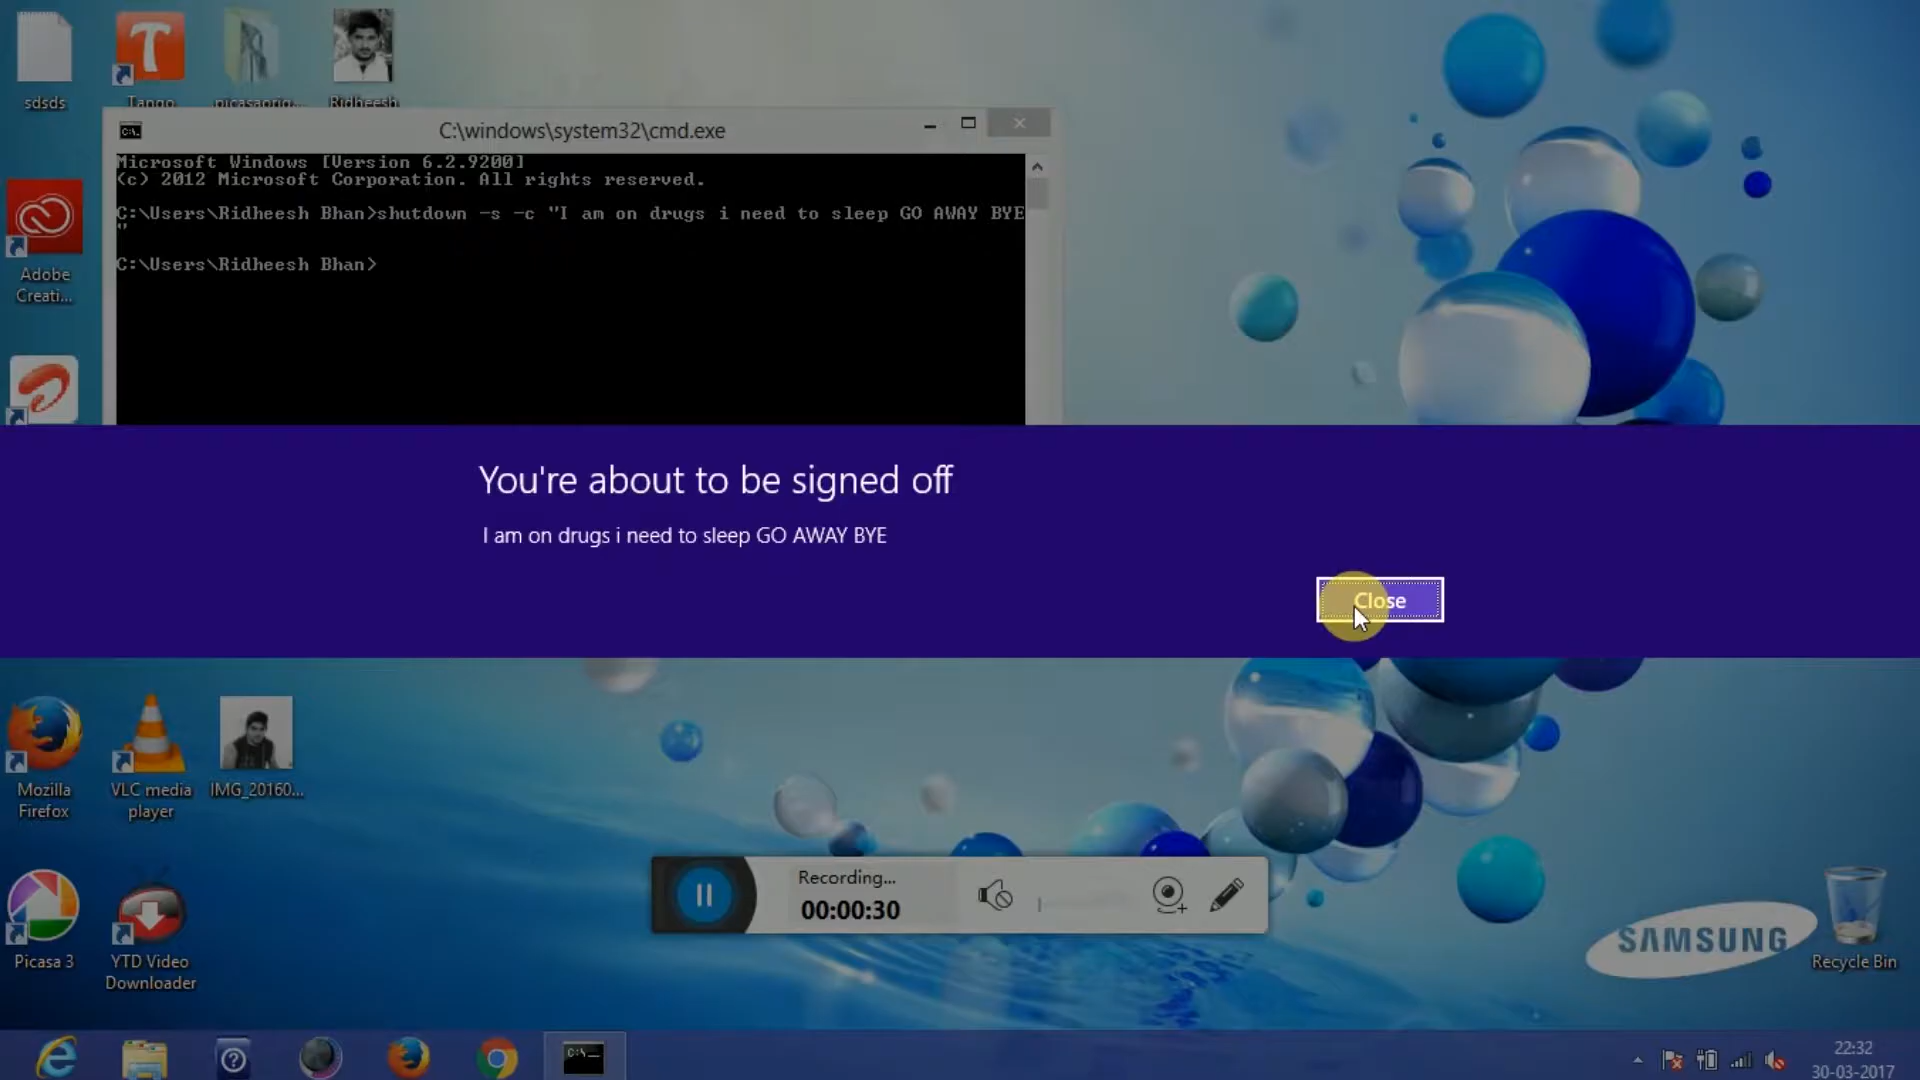 sdsds
Tango
picasaorig...
Ridheesh
C:\windows\system32\cmd.exe
Microsoft Windows [Version 6.2.9200]
(c) 2012 Microsoft Corporation. All rights reserved.
C:\Users\Ridheesh Bhan>shutdown -s -c "I am on drugs i need to sleep GO AWAY BYE
"
C:\Users\Ridheesh Bhan>
Adobe
Creati...
You're about to be signed off
I am on drugs i need to sleep GO AWAY BYE
Close
Mozilla
Firefox
VLC media
player
IMG_20160...
Recording...
00:00:30
Picasa 3
YTD Video
Downloader
SAMSUNG
Recycle Bin
22:32
30-03-2017